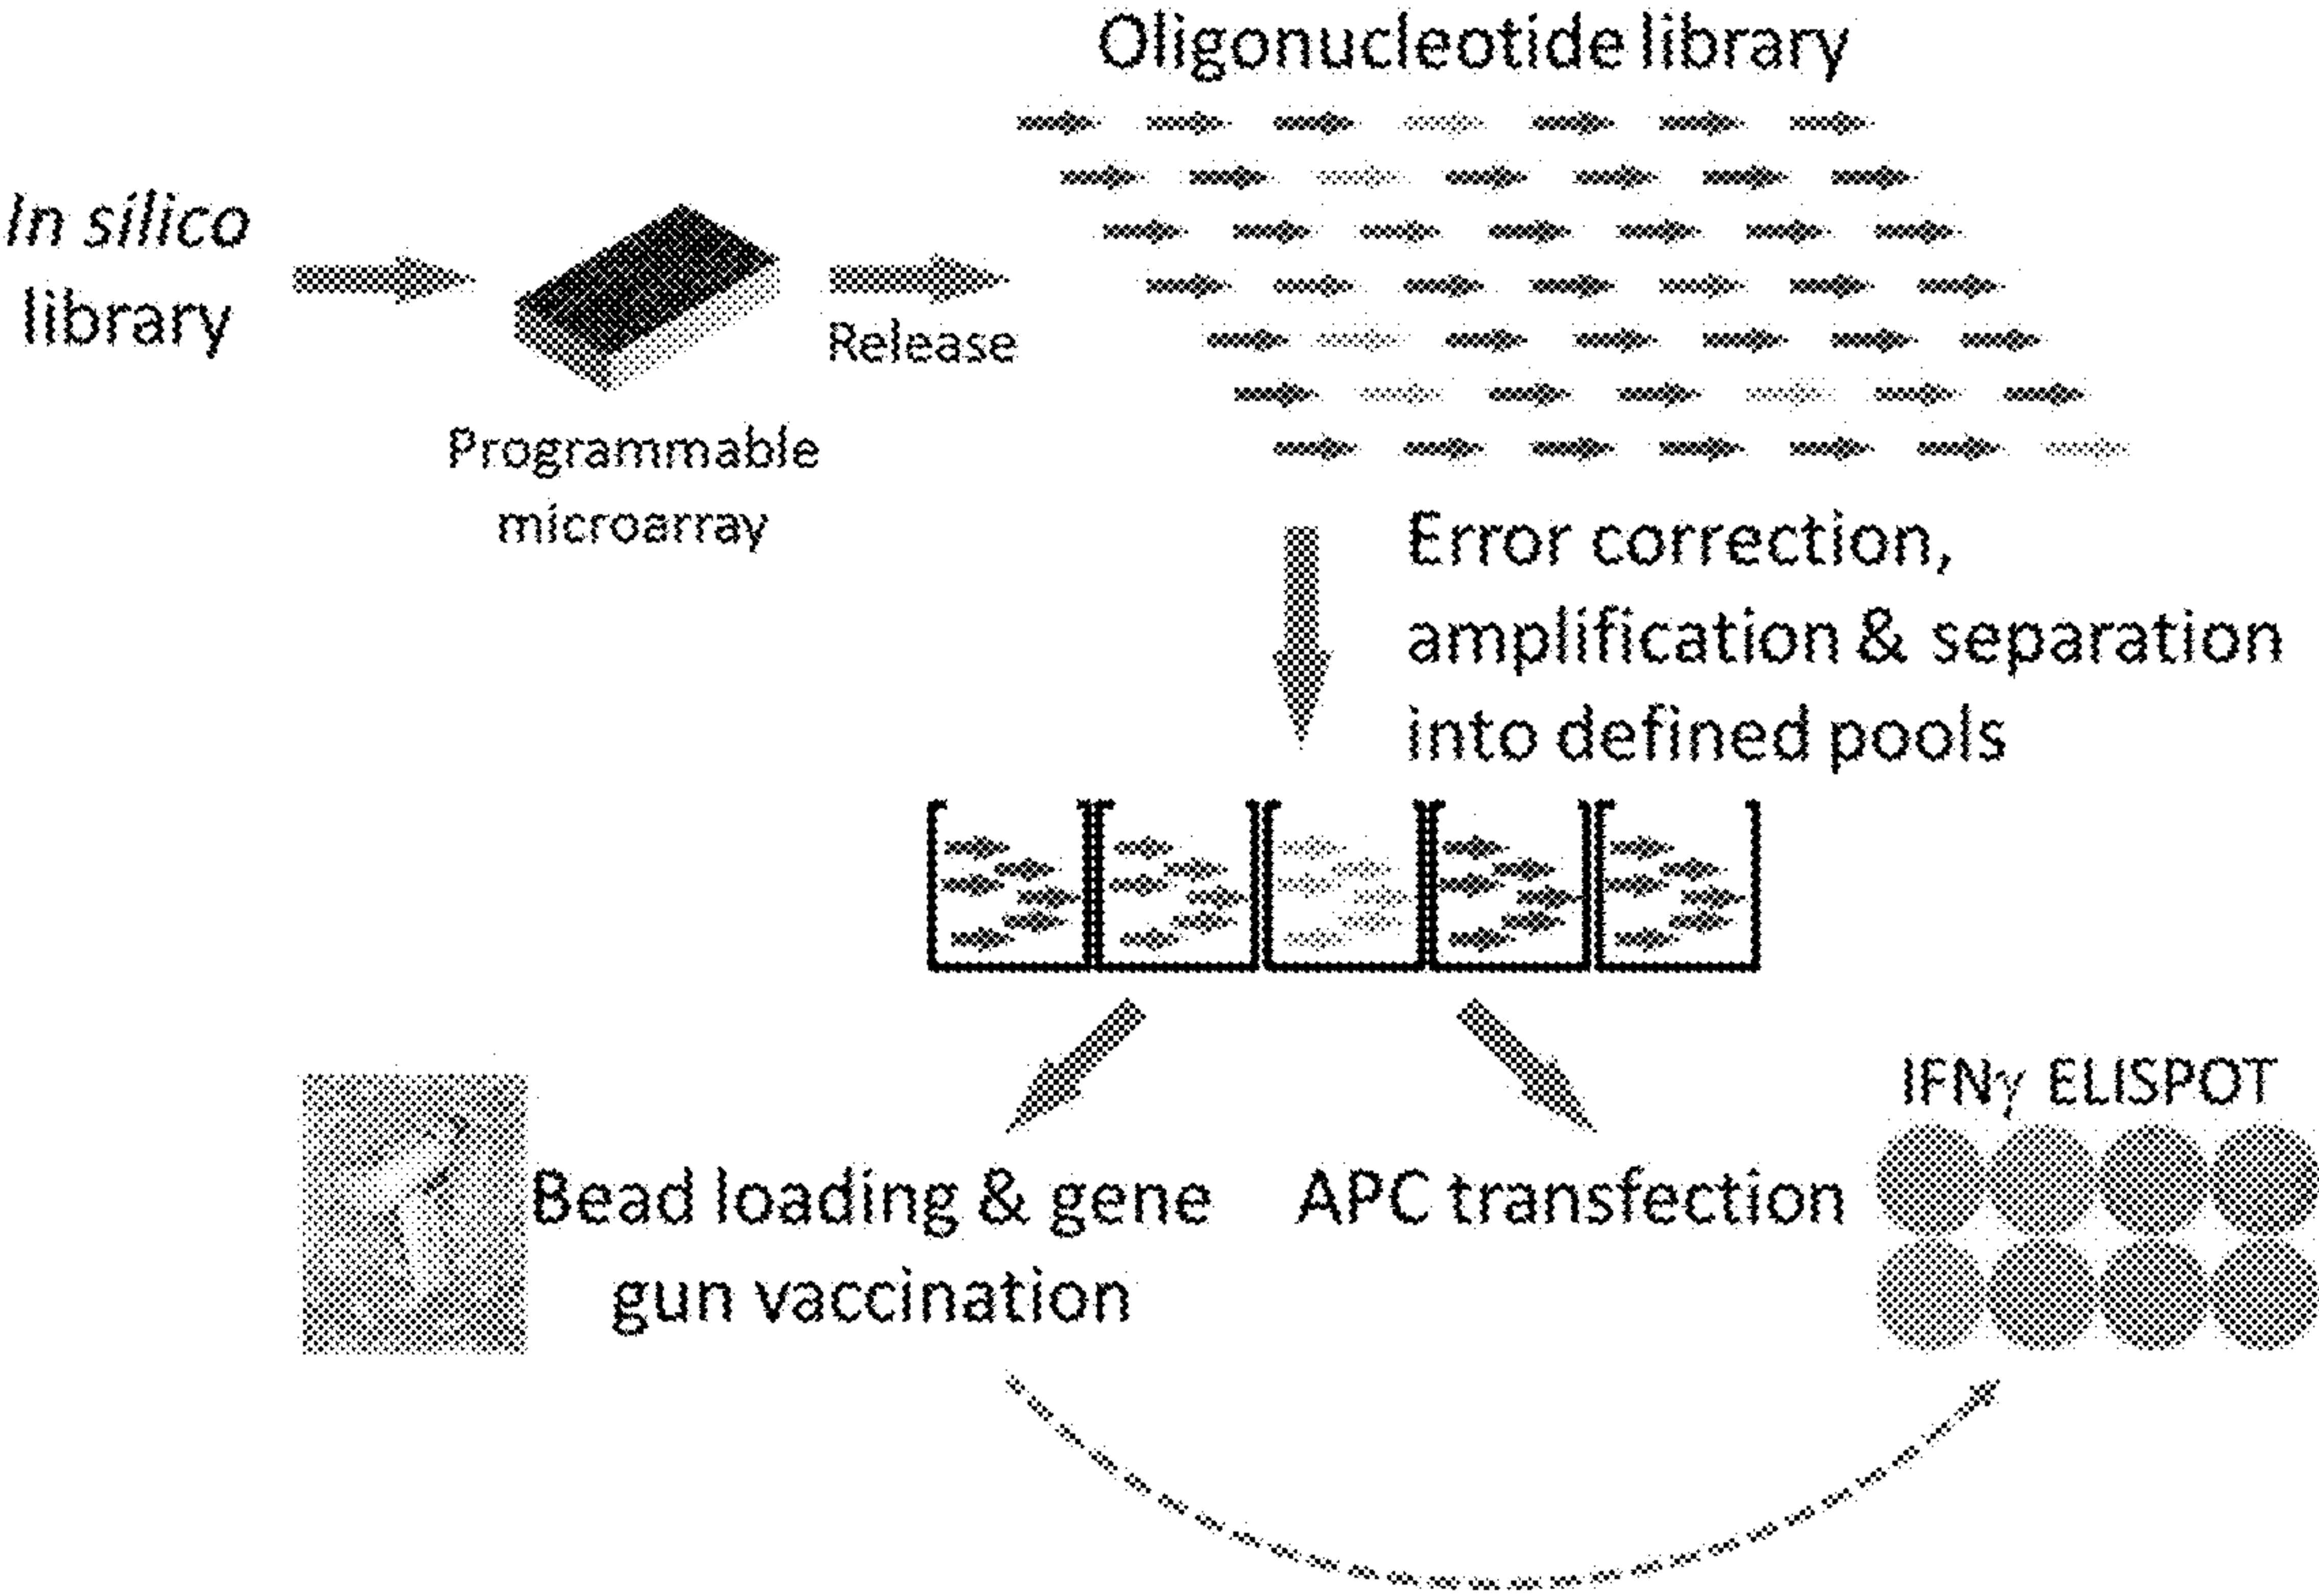 Oligonucleotide library
In silico
library
Release
Programmable
microarray
Error correction,
amplification & separation
into defined pools
IFNγ ELISPOT
Bead loading & gene
gun vaccination
APC transfection